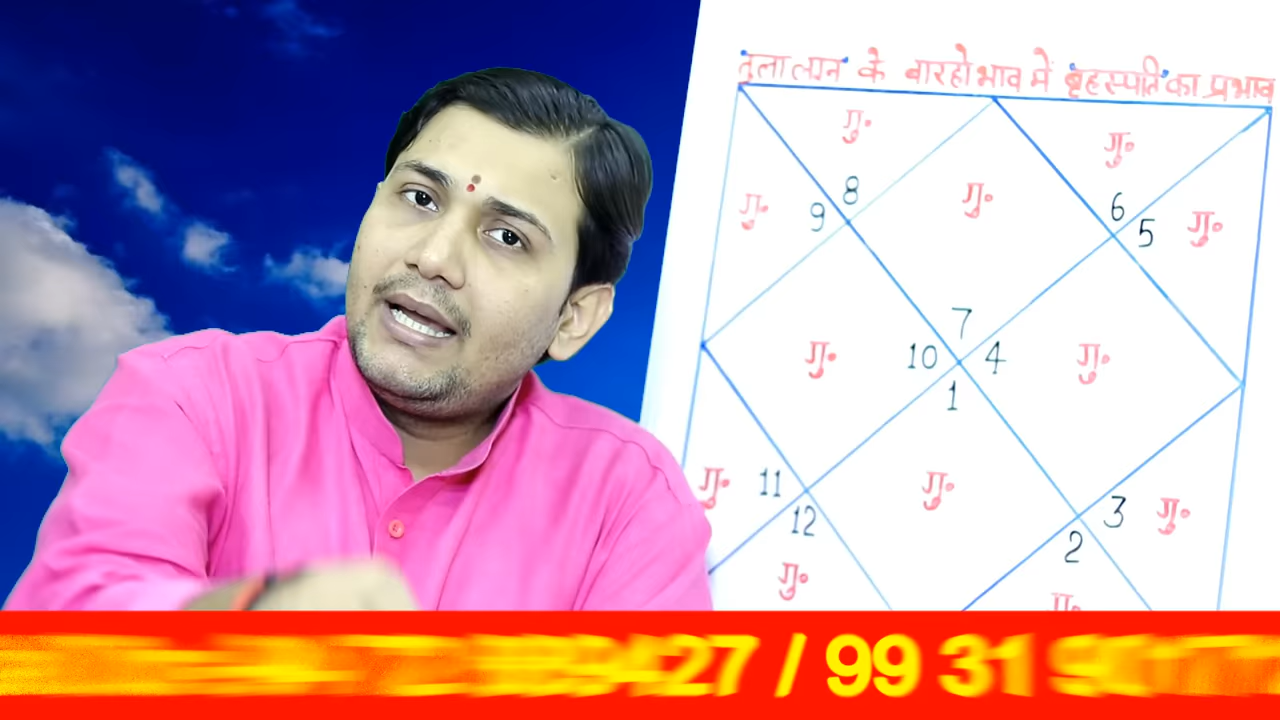 तुला लग्न के बारहो भाव में बृहस्पति का प्रभाव
गु॰
गु॰
गु॰ 9 8 गु॰ 6 5 गु॰
7
गु॰ 10 4 गु॰
1
गु॰ 11 गु॰ 3 गु॰
12 2
गु॰ गु॰
/ 99 31